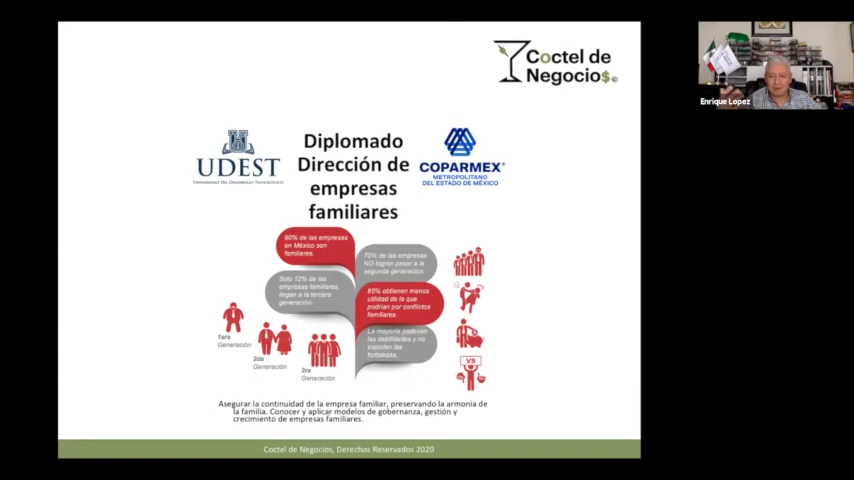 Coctel de
Negocio$©
Enrique Lopez
UDEST
UNIVERSIDAD DEL DESARROLLO TECNOLOGICO
Diplomado
Dirección de
empresas
familiares
COPARMEX®
METROPOLITANO
DEL ESTADO DE MÉXICO
90% de las empresas
en México son
familiares.
70% de las empresas
NO logran pasar a la
segunda generación.
Solo 12% de las
empresas familiares,
llegan a la tercera
generación.
85% obtienen menos
utilidad de la que
podrían por conflictos
familiares.
La mayoría
las debilidades y no
explotan las
fortalezas.
1era
Generación
2da
Generación
3ra
Generación
VS
Asegurar la continuidad de la empresa familiar, preservando la armonía de
la familia. Conocer y aplicar modelos de gobernanza, gestión y
crecimiento de empresas familiares.
Coctel de Negocios, Derechos Reservados 2020